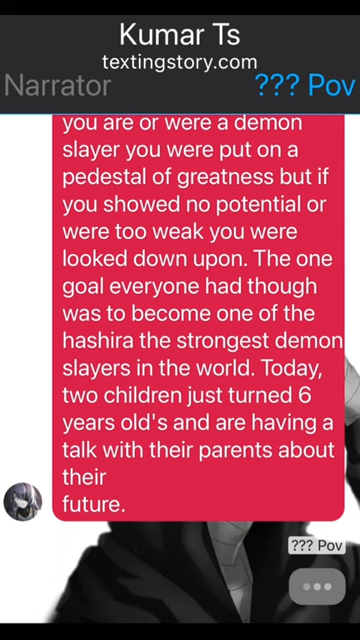 Kumar Ts
textingstory.com
Narrator
??? Pov
you are or were a demon
slayer you were put on a
pedestal of greatness but if
you showed no potential or
were too weak you were
looked down upon. The one
goal everyone had though
was to become one of the
hashira the strongest demon
slayers in the world. Today,
two children just turned 6
years old's and are having a
talk with their parents about
their
future.
??? Pov